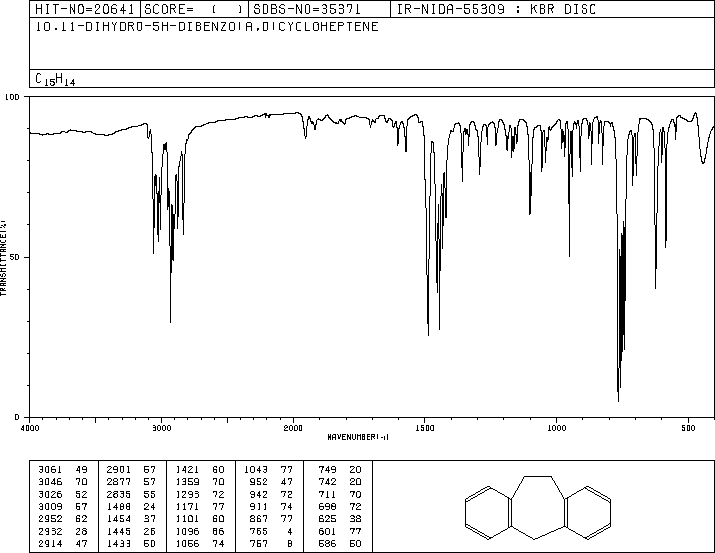 HIT-NO=20641 SCORE= ( ) SDBS-NO=35371 IR-NIDA-55309 : KBR DISC
10,11-DIHYDRO-5H-DIBENZO(A,D)CYCLOHEPTENE
C15H14
100
50
0
TRANSMITTANCE(%)
4000 3000 2000 1500 1000 500
WAVENUMBER(-1)
3061 49 2901 57 1421 60 1043 77 749 20
3046 70 2877 57 1359 70 952 47 742 20
3026 52 2835 55 1293 72 942 72 711 70
3009 57 1488 24 1171 77 911 74 698 72
2952 62 1454 37 1101 60 867 77 625 38
2932 28 1445 26 1096 86 765 4 601 77
2914 47 1433 50 1056 74 757 8 586 50